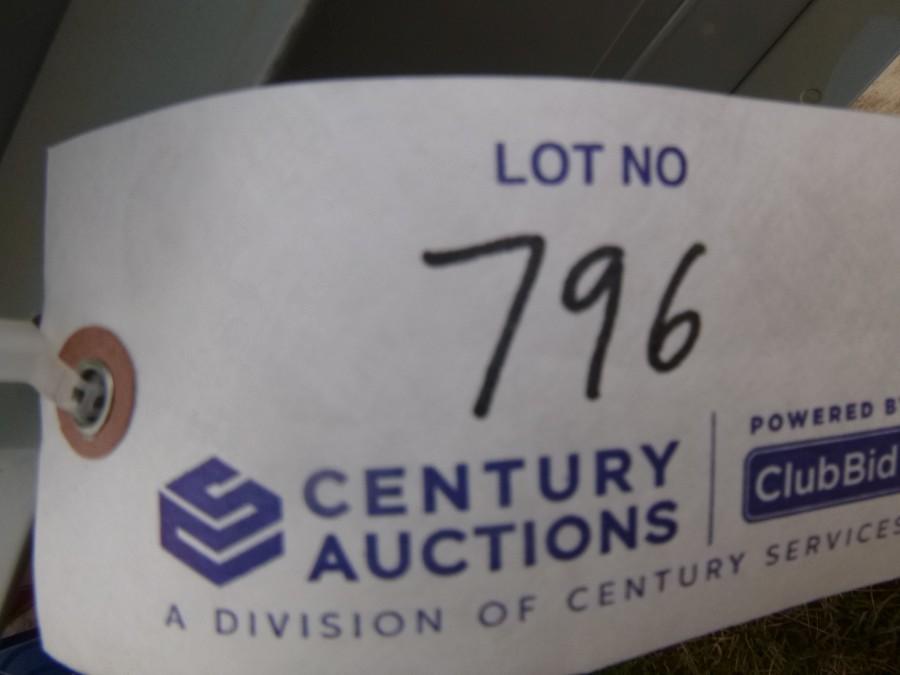 LOT NO
796
CENTURY
AUCTIONS
POWERED BY
ClubBid
A DIVISION OF CENTURY SERVICES